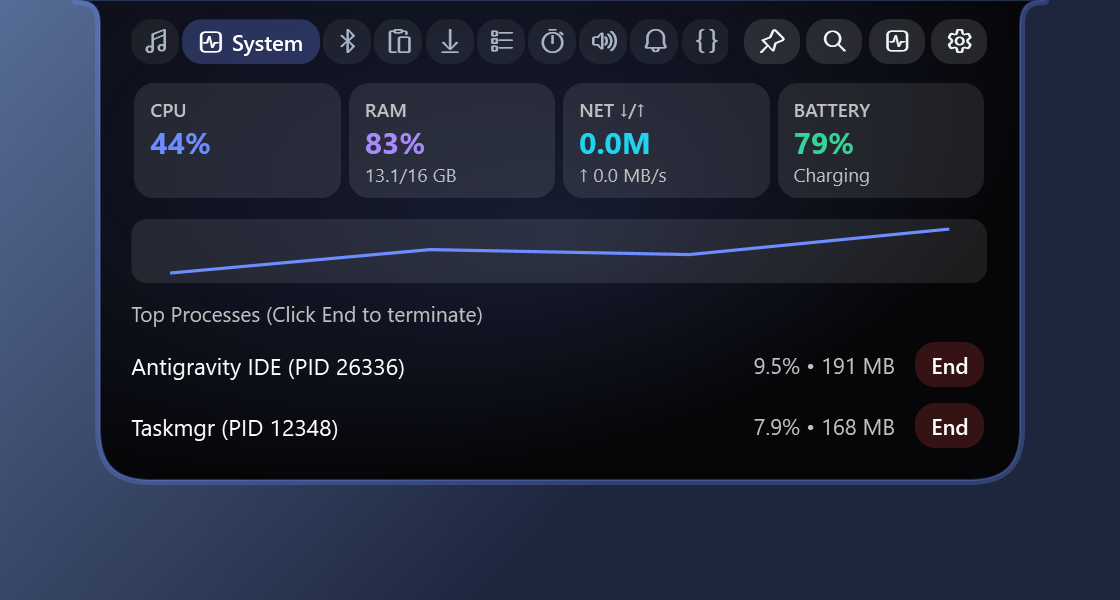 System { }
CPU
44%
RAM
83%
13.1/16 GB
NET ↓/↑
0.0M
↑ 0.0 MB/s
BATTERY
79%
Charging
Top Processes (Click End to terminate)
Antigravity IDE (PID 26336) 9.5% • 191 MB End
Taskmgr (PID 12348) 7.9% • 168 MB End